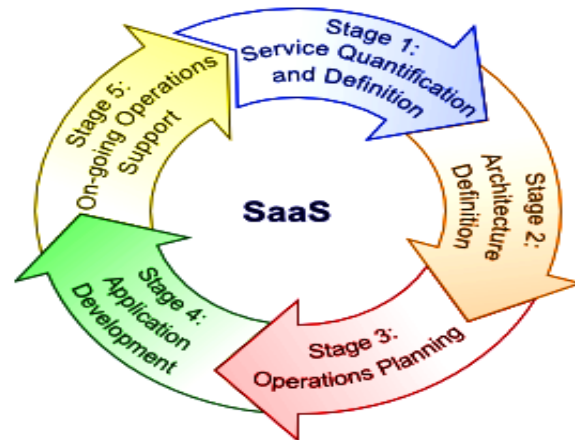 Stage 1:
Service Quantification
and Definition
Stage 2:
Architecture
Definition
Stage 3:
Operations Planning
Stage 4:
Application
Development
Stage 5:
On-going Operations
Support
SaaS